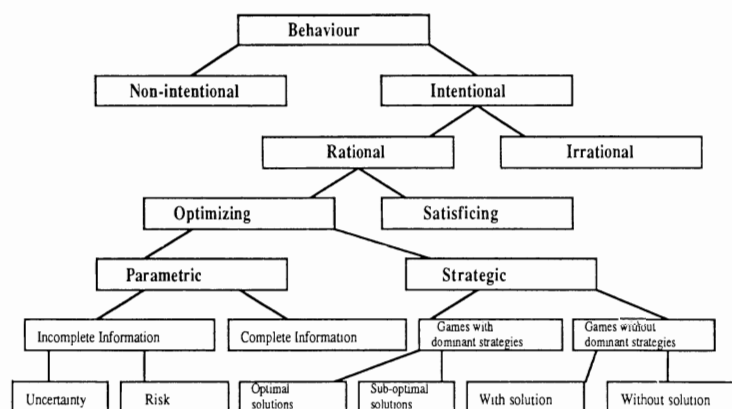 Behaviour
Non-intentional
Intentional
Rational
Irrational
Optimizing
Satisficing
Parametric
Strategic
Incomplete Information
Complete Information
Games with
dominant strategies
Games without
dominant strategies
Uncertainty
Risk
Optimal
solutions
Sub-optimal
solutions
With solution
Without solution